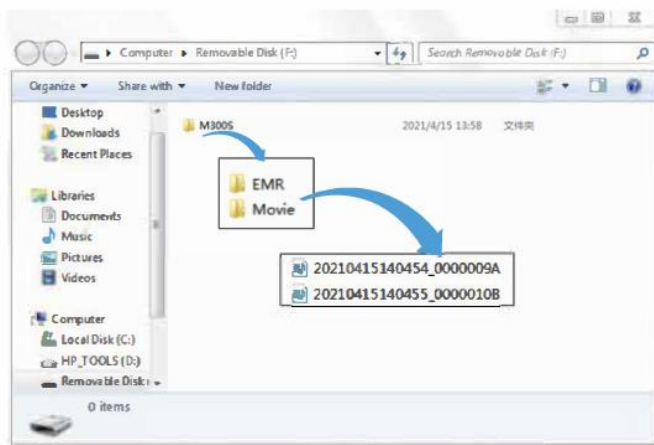 Computer ▸ Removable Disk (F:)
Search Removable Disk (F:)
Organize ▾ Share with ▾ New folder
Desktop
Downloads
Recent Places
Libraries
Documents
Music
Pictures
Videos
Computer
Local Disk (C:)
HP_TOOLS (D:)
Removable Disk
M300S 2021/4/15 13:58 文件夹
EMR
Movie
20210415140454_0000009A
20210415140455_0000010B
0 items